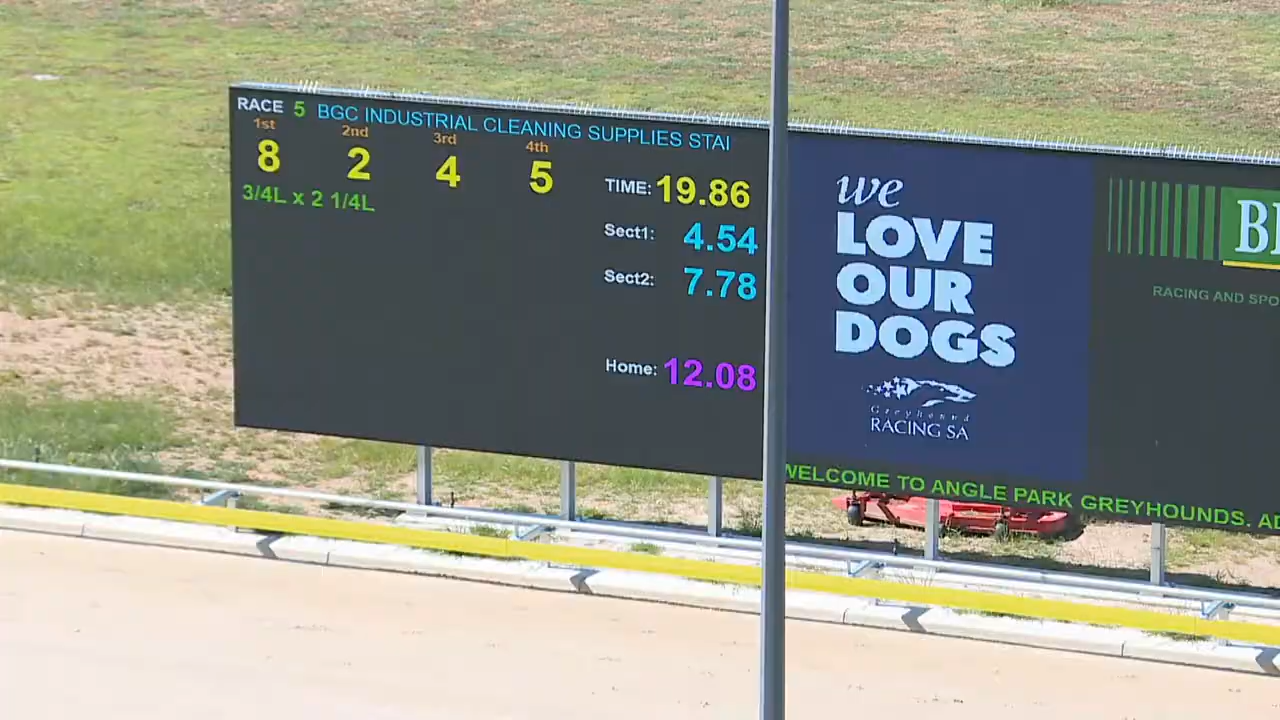 RACE 5 BGC INDUSTRIAL CLEANING SUPPLIES STAI
1st 2nd 3rd 4th
8 2 4 5
3/4L x 2 1/4L
TIME: 19.86
Sect1: 4.54
Sect2: 7.78
Home: 12.08
we
LOVE
OUR
DOGS
Greyhound
RACING SA
RACING AND SPO
WELCOME TO ANGLE PARK GREYHOUNDS.